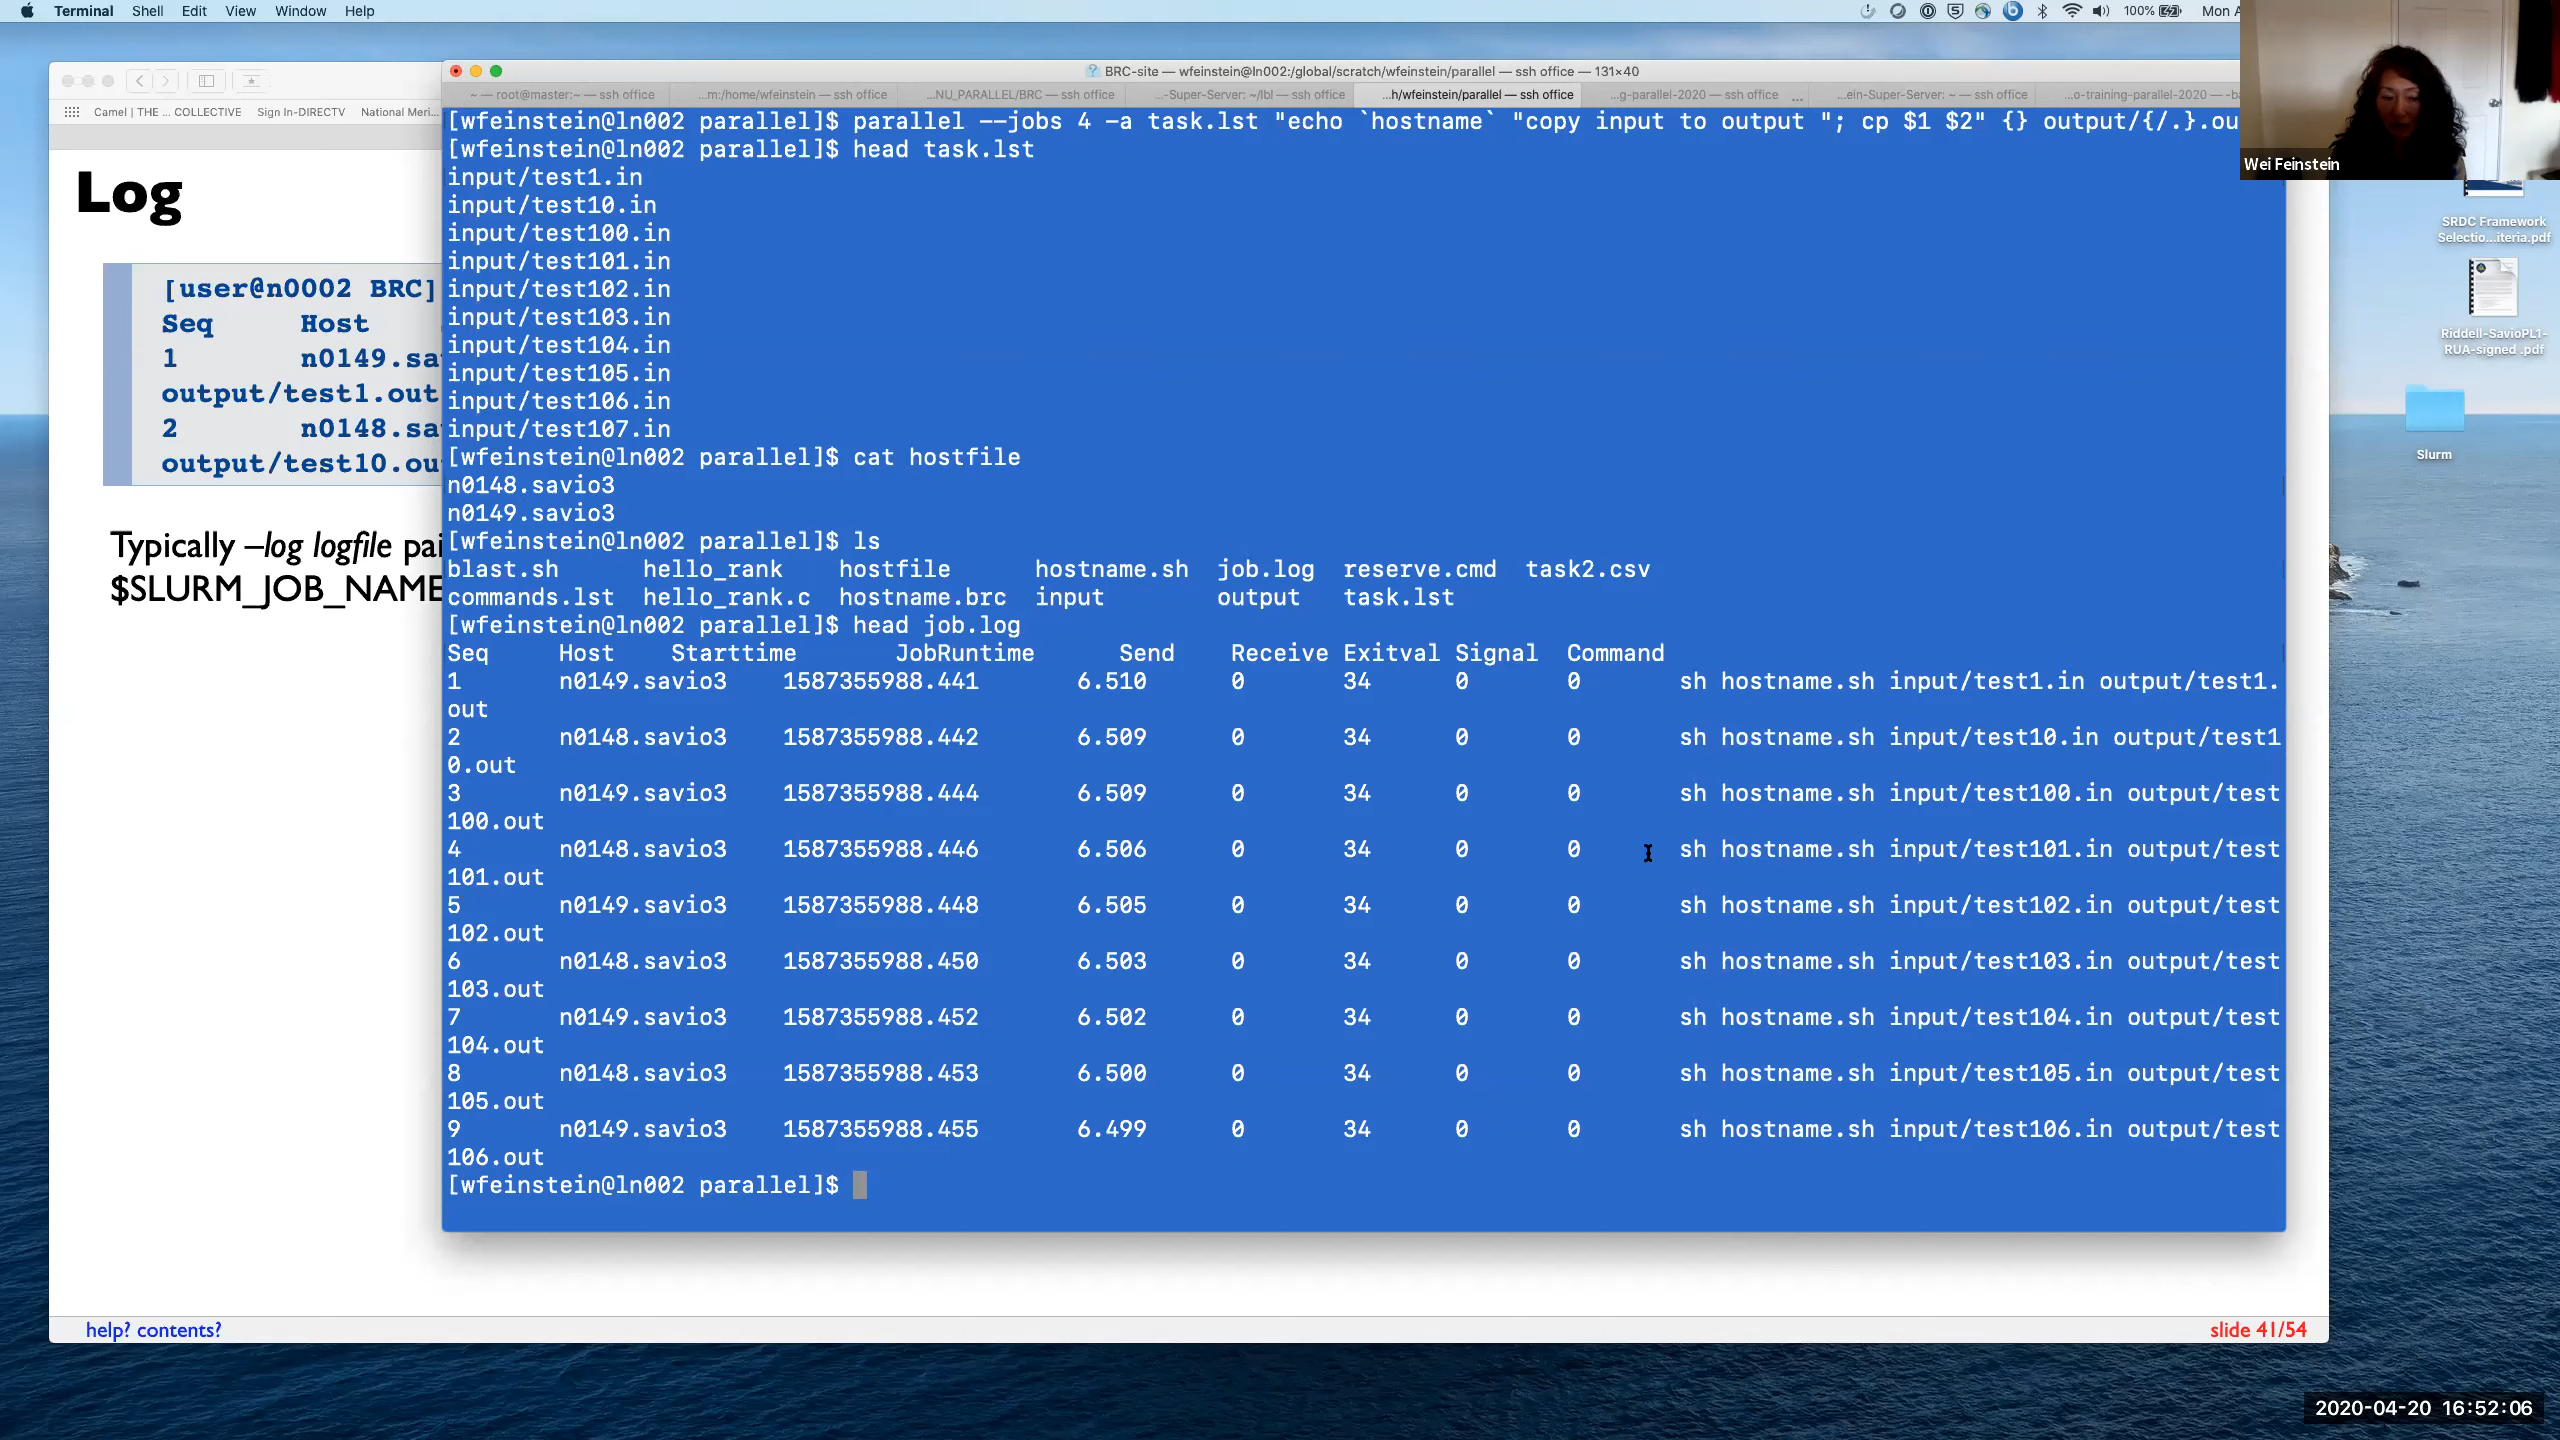 Terminal Shell Edit View Window Help
100% Mon A
BRC-site — wfeinstein@ln002:/global/scratch/wfeinstein/parallel — ssh office — 131×40
~ — root@master:~ — ssh office
...m:/home/wfeinstein — ssh office
...NU_PARALLEL/BRC — ssh office
...-Super-Server: ~/lbl — ssh office
...h/wfeinstein/parallel — ssh office
...g-parallel-2020 — ssh office
...
...ein-Super-Server: ~ — ssh office
...o-training-parallel-2020 — -ba
Camel | THE ... COLLECTIVE Sign In-DIRECTV National Meri...
Log
[user@n0002 BRC]
Seq Host
1 n0149.sa
output/test1.out
2 n0148.sa
output/test10.ou
Typically –log logfile pai
$SLURM_JOB_NAME
[wfeinstein@ln002 parallel]$ parallel --jobs 4 -a task.lst "echo `hostname` "copy input to output "; cp $1 $2" {} output/{/.}.ou
[wfeinstein@ln002 parallel]$ head task.lst
input/test1.in
input/test10.in
input/test100.in
input/test101.in
input/test102.in
input/test103.in
input/test104.in
input/test105.in
input/test106.in
input/test107.in
[wfeinstein@ln002 parallel]$ cat hostfile
n0148.savio3
n0149.savio3
[wfeinstein@ln002 parallel]$ ls
blast.sh hello_rank hostfile hostname.sh job.log reserve.cmd task2.csv
commands.lst hello_rank.c hostname.brc input output task.lst
[wfeinstein@ln002 parallel]$ head job.log
Seq Host Starttime JobRuntime Send Receive Exitval Signal Command
1 n0149.savio3 1587355988.441 6.510 0 34 0 0 sh hostname.sh input/test1.in output/test1.
out
2 n0148.savio3 1587355988.442 6.509 0 34 0 0 sh hostname.sh input/test10.in output/test1
0.out
3 n0149.savio3 1587355988.444 6.509 0 34 0 0 sh hostname.sh input/test100.in output/test
100.out
4 n0148.savio3 1587355988.446 6.506 0 34 0 0 sh hostname.sh input/test101.in output/test
101.out
5 n0149.savio3 1587355988.448 6.505 0 34 0 0 sh hostname.sh input/test102.in output/test
102.out
6 n0148.savio3 1587355988.450 6.503 0 34 0 0 sh hostname.sh input/test103.in output/test
103.out
7 n0149.savio3 1587355988.452 6.502 0 34 0 0 sh hostname.sh input/test104.in output/test
104.out
8 n0148.savio3 1587355988.453 6.500 0 34 0 0 sh hostname.sh input/test105.in output/test
105.out
9 n0149.savio3 1587355988.455 6.499 0 34 0 0 sh hostname.sh input/test106.in output/test
106.out
[wfeinstein@ln002 parallel]$
Wei Feinstein
SRDC Framework
Selectio...iteria.pdf
Riddell-SavioPL1-
RUA-signed .pdf
Slurm
help? contents?
slide 41/54
2020-04-20 16:52:06